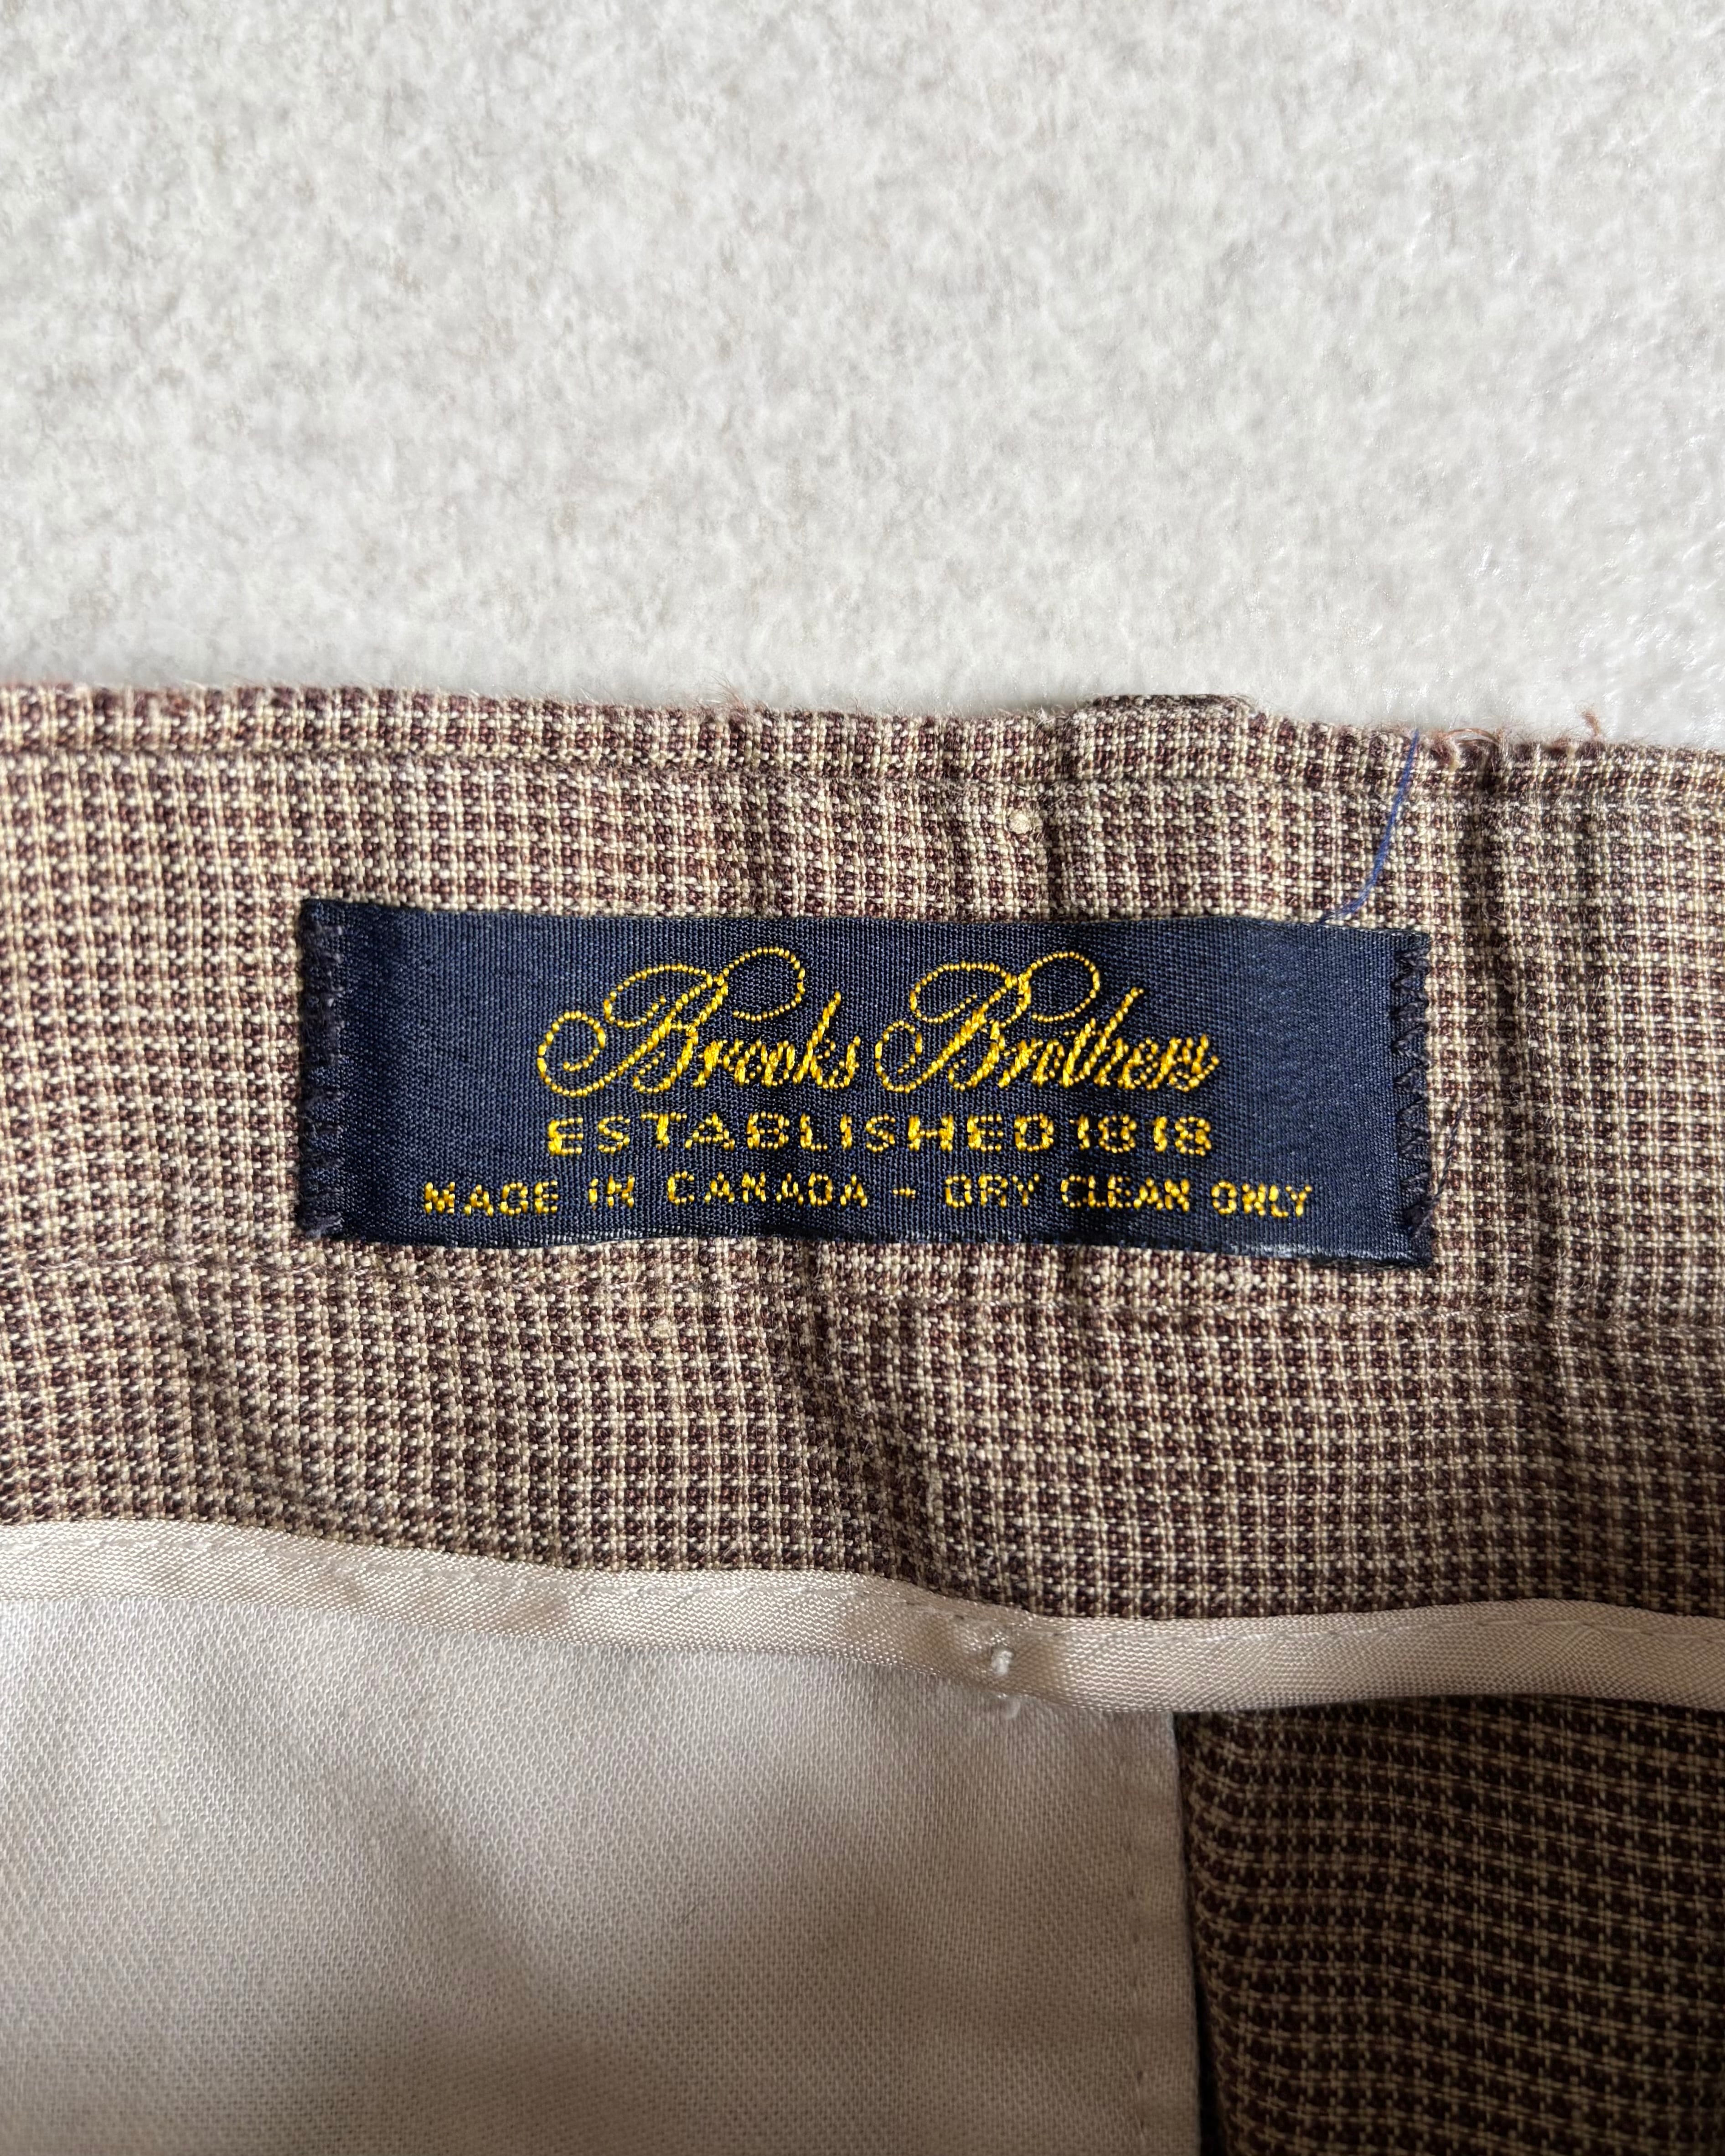 Brooks Brothers
ESTABLISHED 1818
MADE IN CANADA - DRY CLEAN ONLY